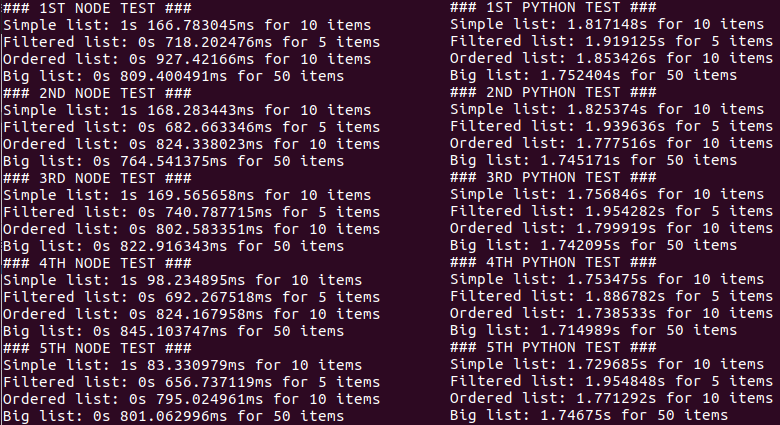 ### 1ST NODE TEST ###
Simple list: 1s 166.783045ms for 10 items
Filtered list: 0s 718.202476ms for 5 items
Ordered list: 0s 927.42166ms for 10 items
Big list: 0s 809.400491ms for 50 items
### 2ND NODE TEST ###
Simple list: 1s 168.283443ms for 10 items
Filtered list: 0s 682.663346ms for 5 items
Ordered list: 0s 824.338023ms for 10 items
Big list: 0s 764.541375ms for 50 items
### 3RD NODE TEST ###
Simple list: 1s 169.565658ms for 10 items
Filtered list: 0s 740.787715ms for 5 items
Ordered list: 0s 802.583351ms for 10 items
Big list: 0s 822.916343ms for 50 items
### 4TH NODE TEST ###
Simple list: 1s 98.234895ms for 10 items
Filtered list: 0s 692.267518ms for 5 items
Ordered list: 0s 824.167958ms for 10 items
Big list: 0s 845.103747ms for 50 items
### 5TH NODE TEST ###
Simple list: 1s 83.330979ms for 10 items
Filtered list: 0s 656.737119ms for 5 items
Ordered list: 0s 795.024961ms for 10 items
Big list: 0s 801.062996ms for 50 items
### 1ST PYTHON TEST ###
Simple list: 1.817148s for 10 items
Filtered list: 1.919125s for 5 items
Ordered list: 1.853426s for 10 items
Big list: 1.752404s for 50 items
### 2ND PYTHON TEST ###
Simple list: 1.825374s for 10 items
Filtered list: 1.939636s for 5 items
Ordered list: 1.777516s for 10 items
Big list: 1.745171s for 50 items
### 3RD PYTHON TEST ###
Simple list: 1.756846s for 10 items
Filtered list: 1.954282s for 5 items
Ordered list: 1.799919s for 10 items
Big list: 1.742095s for 50 items
### 4TH PYTHON TEST ###
Simple list: 1.753475s for 10 items
Filtered list: 1.886782s for 5 items
Ordered list: 1.738533s for 10 items
Big list: 1.714989s for 50 items
### 5TH PYTHON TEST ###
Simple list: 1.729685s for 10 items
Filtered list: 1.954848s for 5 items
Ordered list: 1.771292s for 10 items
Big list: 1.74675s for 50 items